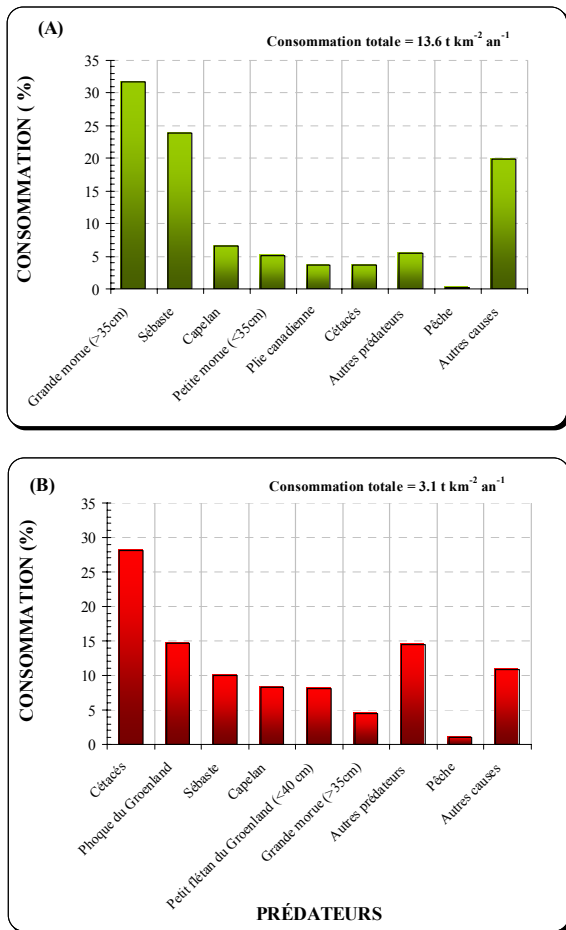 (A)
Consommation totale = 13.6 t km-2 an-1
CONSOMMATION ( %)
35
30
25
20
15
10
5
0
Grande morue (>35cm)
Sébaste
Capelan
Petite morue (<35cm)
Plie canadienne
Cétacés
Autres prédateurs
Pêche
Autres causes
(B)
Consommation totale = 3.1 t km-2 an-1
CONSOMMATION (%)
35
30
25
20
15
10
5
0
Cétacés
Phoque du Groenland
Sébaste
Capelan
Petit flétan du Groenland (<40 cm)
Grande morue (>35cm)
Autres prédateurs
Pêche
Autres causes
PRÉDATEURS